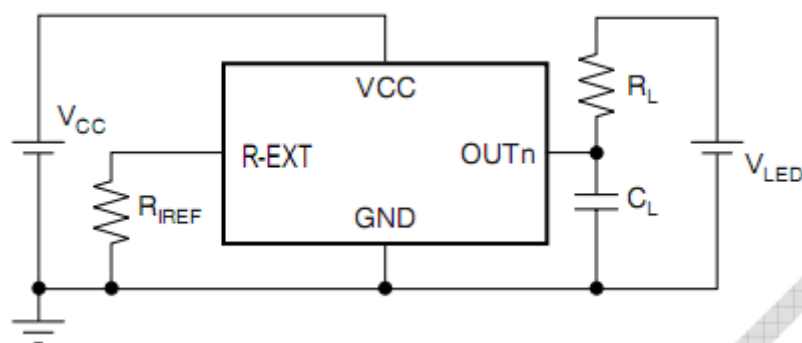 VCC
VCC
R-EXT
OUTn
GND
RIREF
RL
CL
VLED